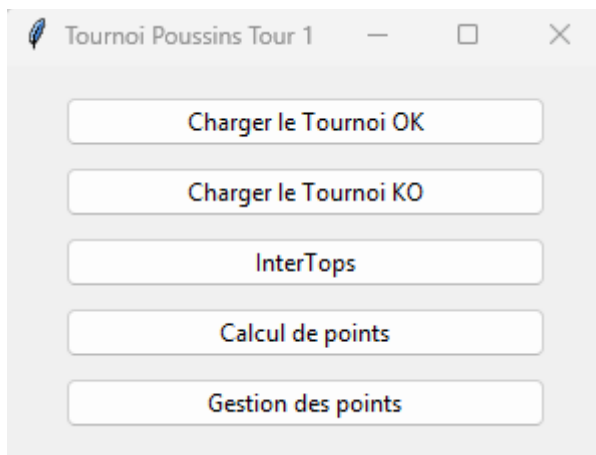 Tournoi Poussins Tour 1
Charger le Tournoi OK
Charger le Tournoi KO
InterTops
Calcul de points
Gestion des points